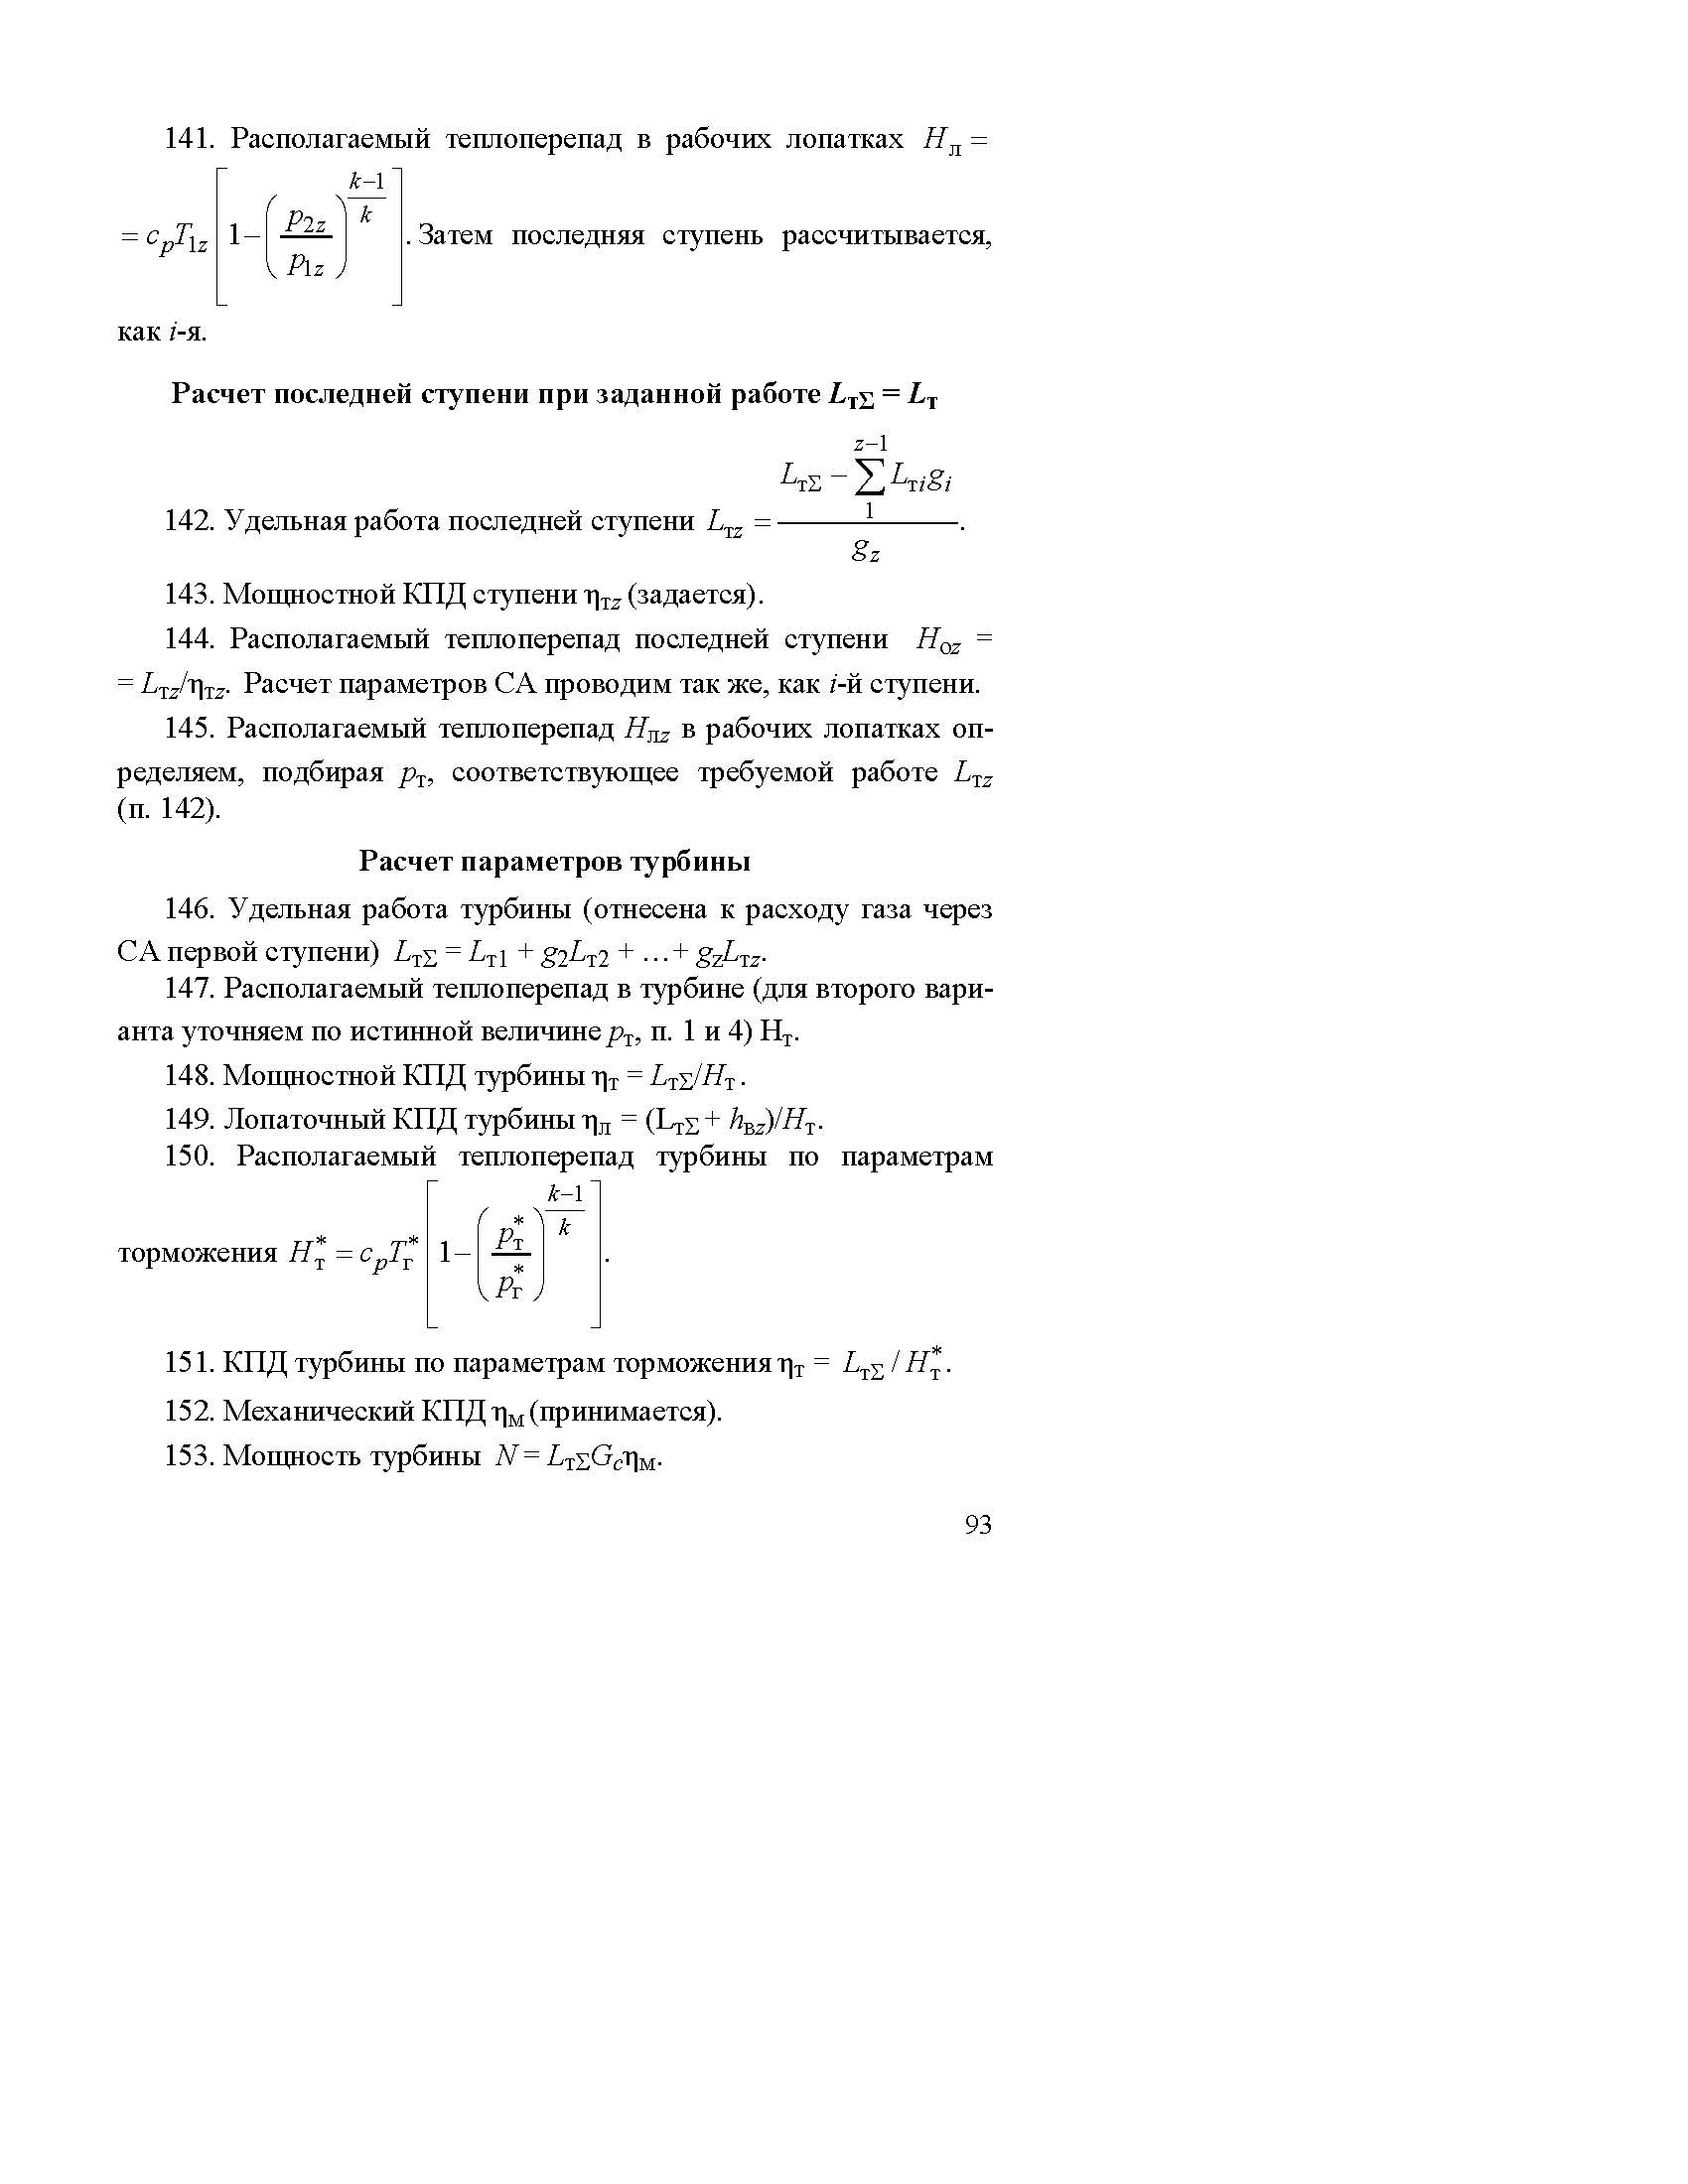 141. Располагаемый теплоперепад в рабочих лопатках H_л =
= c_p T_1z [1–(p_2z/p_1z)^((k–1)/k)]. Затем последняя ступень рассчитывается,
как i-я.
Расчет последней ступени при заданной работе L_тΣ = L_т
142. Удельная работа последней ступени L_тz = (L_тΣ – ∑_1^(z–1) L_тi g_i)/g_z.
143. Мощностной КПД ступени η_тz (задается).
144. Располагаемый теплоперепад последней ступени H_оz =
= L_тz/η_тz. Расчет параметров СА проводим так же, как i-й ступени.
145. Располагаемый теплоперепад H_лz в рабочих лопатках оп-
ределяем, подбирая p_т, соответствующее требуемой работе L_тz
(п. 142).
Расчет параметров турбины
146. Удельная работа турбины (отнесена к расходу газа через
СА первой ступени) L_тΣ = L_т1 + g_2L_т2 + …+ g_zL_тz.
147. Располагаемый теплоперепад в турбине (для второго вари-
анта уточняем по истинной величине p_т, п. 1 и 4) Н_т.
148. Мощностной КПД турбины η_т = L_тΣ/H_т.
149. Лопаточный КПД турбины η_л = (L_тΣ + h_вz)/H_т.
150. Располагаемый теплоперепад турбины по параметрам
торможения H_т^* = c_p T_г^* [1–(p_т^*/p_г^*)^((k–1)/k)].
151. КПД турбины по параметрам торможения η_т = L_тΣ / H_т^*.
152. Механический КПД η_м (принимается).
153. Мощность турбины N = L_тΣG_cη_м.
93